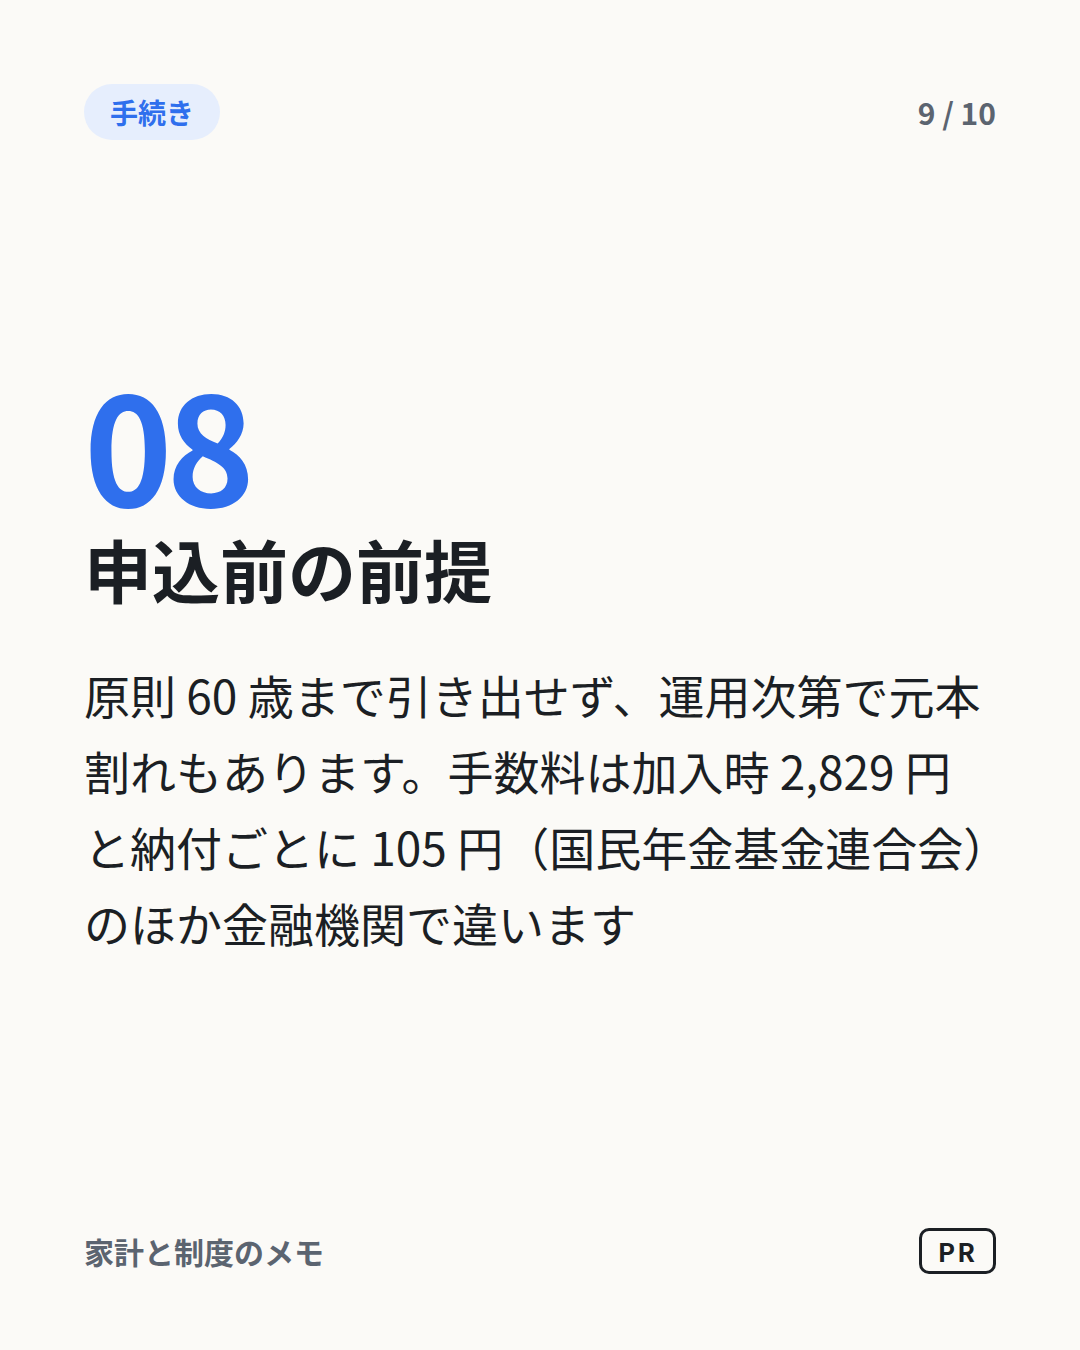 手続き
9 / 10
08
申込前の前提
原則 60 歳まで引き出せず、運用次第で元本
割れもあります。手数料は加入時 2,829 円
と納付ごとに 105 円（国民年金基金連合会）
のほか金融機関で違います
家計と制度のメモ
PR